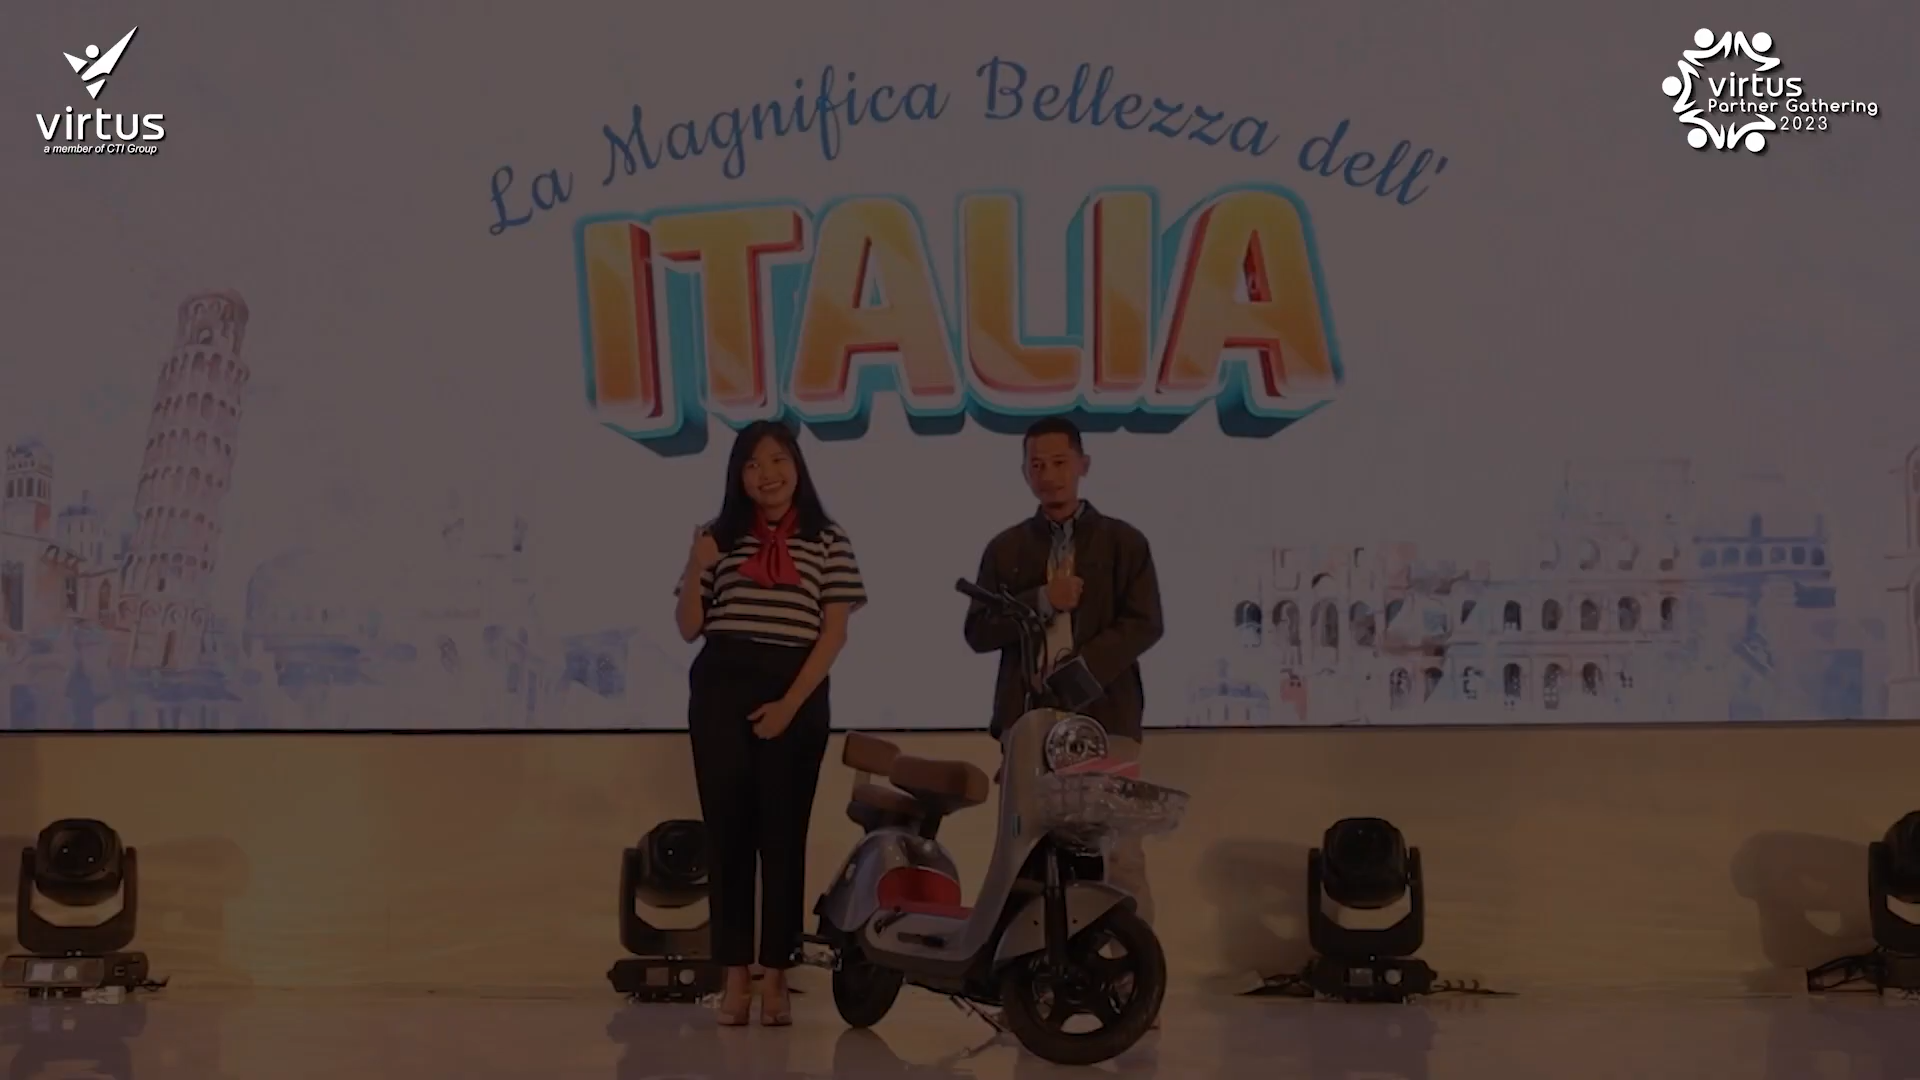 virtus
a member of CTI Group
virtus
Partner Gathering
2023
La Magnifica Bellezza dell'
ITALIA